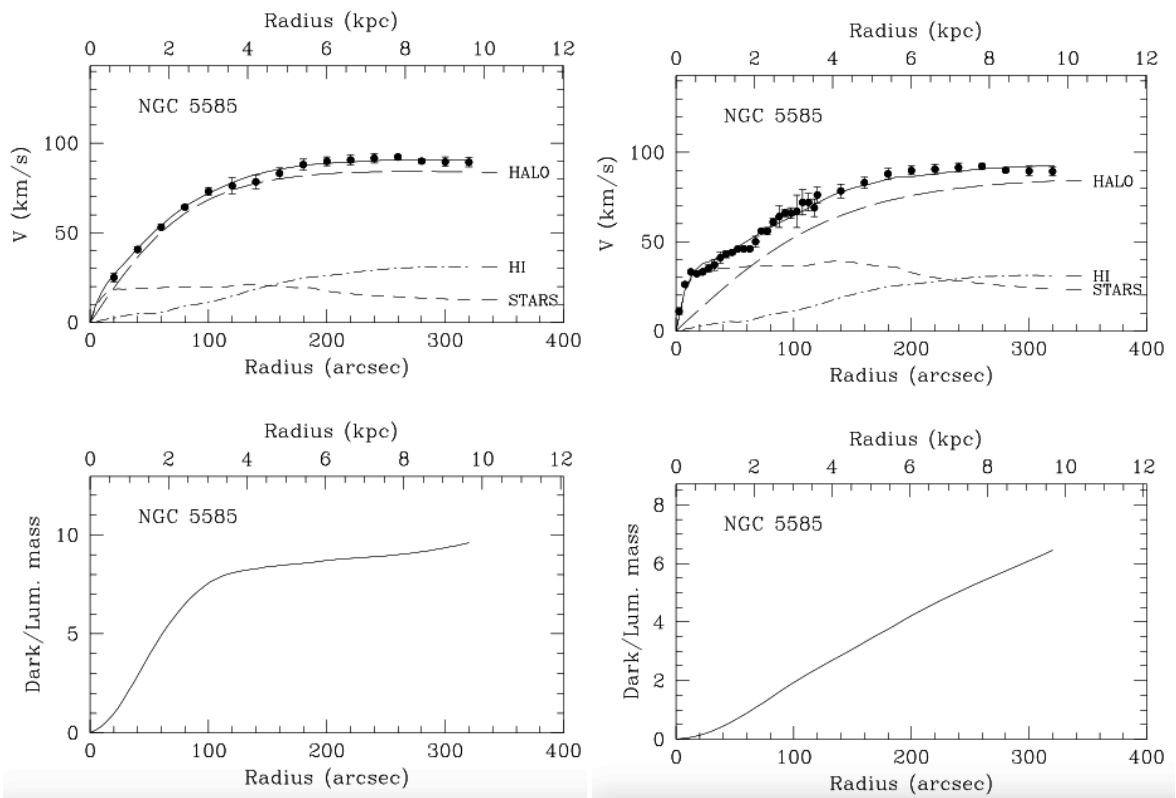 Radius (kpc)
0 2 4 6 8 10 12
NGC 5585
V (km/s)
100
50
0
HALO
HI
STARS
0 100 200 300 400
Radius (arcsec)
Radius (kpc)
0 2 4 6 8 10 12
NGC 5585
V (km/s)
100
50
0
HALO
HI
STARS
0 100 200 300 400
Radius (arcsec)
Radius (kpc)
0 2 4 6 8 10 12
NGC 5585
Dark/Lum. mass
10
5
0
0 100 200 300 400
Radius (arcsec)
Radius (kpc)
0 2 4 6 8 10 12
NGC 5585
Dark/Lum. mass
8
6
4
2
0
0 100 200 300 400
Radius (arcsec)